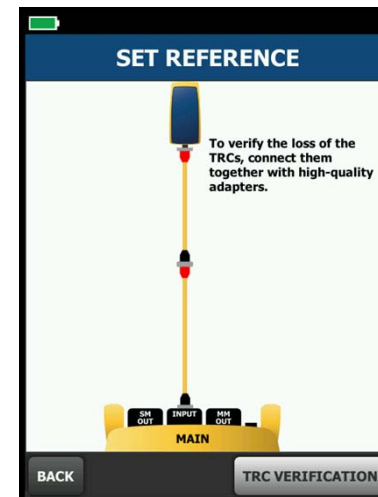 SET REFERENCE
To verify the loss of the
TRCs, connect them
together with high-quality
adapters.
SM OUT INPUT MM OUT
MAIN
BACK TRC VERIFICATION